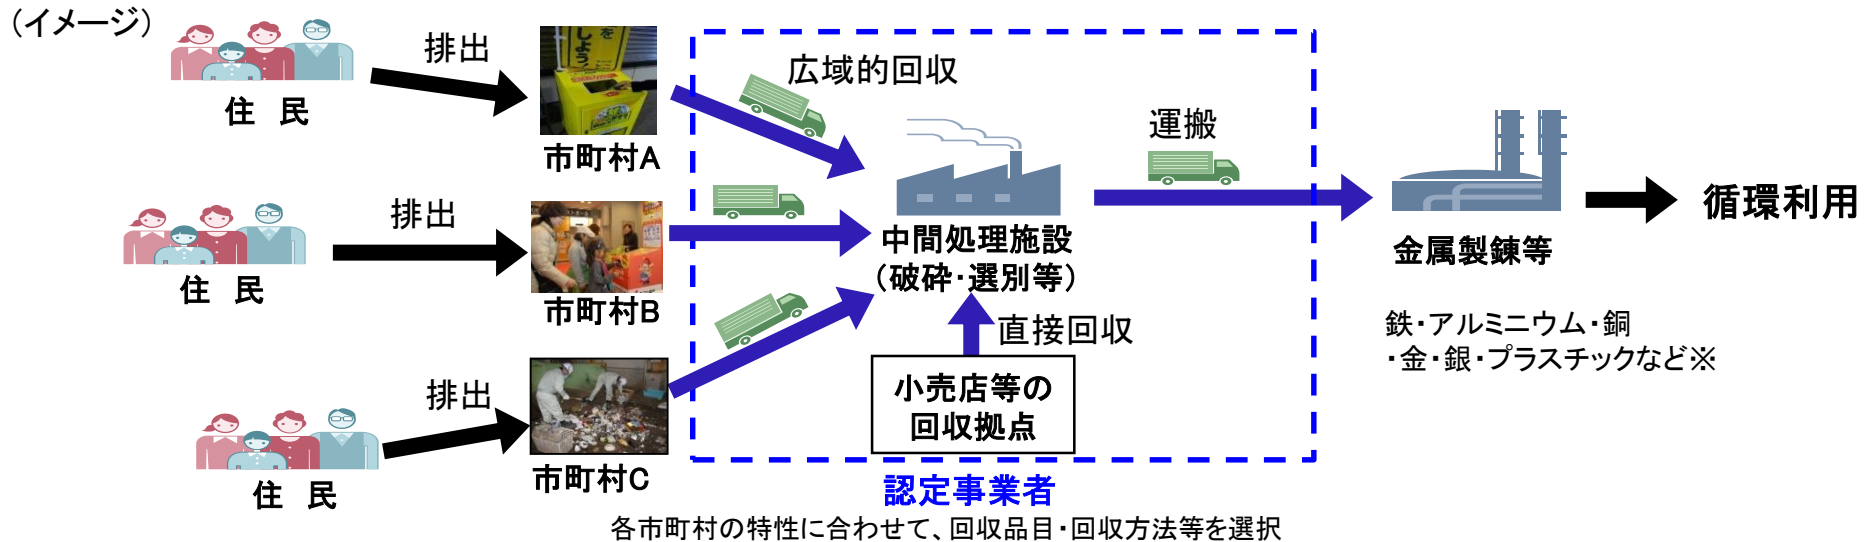 （イメージ）
排出
住　民
を
しよう!
市町村A
広域的回収
運搬
排出
住　民
市町村B
中間処理施設
（破砕・選別等）
金属製錬等
循環利用
直接回収
鉄・アルミニウム・銅
・金・銀・プラスチックなど※
排出
住　民
市町村C
小売店等の
回収拠点
認定事業者
各市町村の特性に合わせて、回収品目・回収方法等を選択